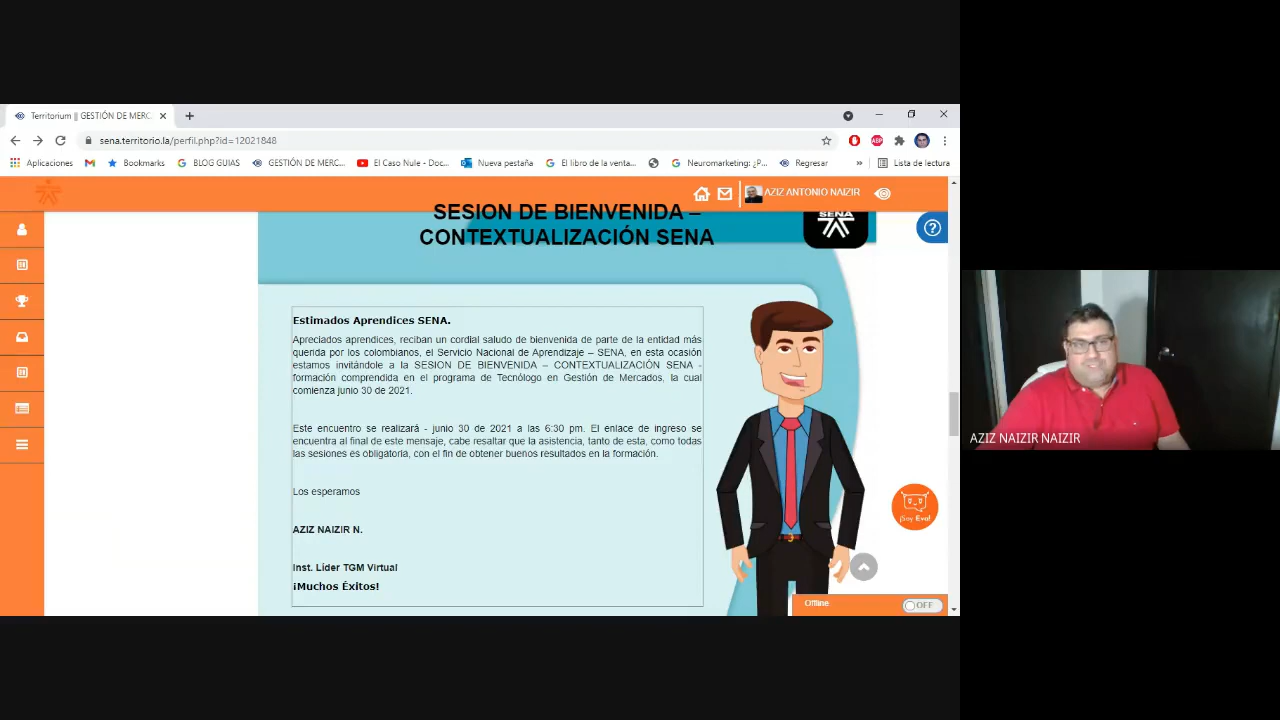 Territorium || GESTIÓN DE MERC
sena.territorio.la/perfil.php?id=12021848
Aplicaciones
Bookmarks
BLOG GUIAS
GESTIÓN DE MERC...
El Caso Nule - Doc...
Nueva pestaña
El libro de la venta...
Neuromarketing: ¿P...
Regresar
»
Lista de lectura
ABP
AZIZ ANTONIO NAIZIR
SESION DE BIENVENIDA –
CONTEXTUALIZACIÓN SENA
SENA
Estimados Aprendices SENA.
Apreciados aprendices, reciban un cordial saludo de bienvenida de parte de la entidad más
querida por los colombianos, el Servicio Nacional de Aprendizaje – SENA, en esta ocasión
estamos invitándole a la SESION DE BIENVENIDA – CONTEXTUALIZACIÓN SENA -
formación comprendida en el programa de Tecnólogo en Gestión de Mercados, la cual
comienza junio 30 de 2021.
Este encuentro se realizará - junio 30 de 2021 a las 6:30 pm. El enlace de ingreso se
encuentra al final de este mensaje, cabe resaltar que la asistencia, tanto de esta, como todas
las sesiones es obligatoria, con el fin de obtener buenos resultados en la formación.
Los esperamos
AZIZ NAIZIR N.
Inst. Líder TGM Virtual
¡Muchos Éxitos!
¡Soy Eva!
Offline
OFF
AZIZ NAIZIR NAIZIR